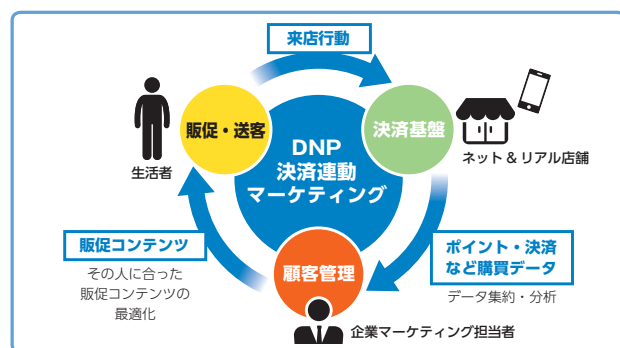 来店行動
販促・送客
決済基盤
生活者
ネット & リアル店舗
DNP
決済連動
マーケティング
販促コンテンツ
その人に合った
販促コンテンツの
最適化
ポイント・決済
など購買データ
データ集約・分析
顧客管理
企業マーケティング担当者